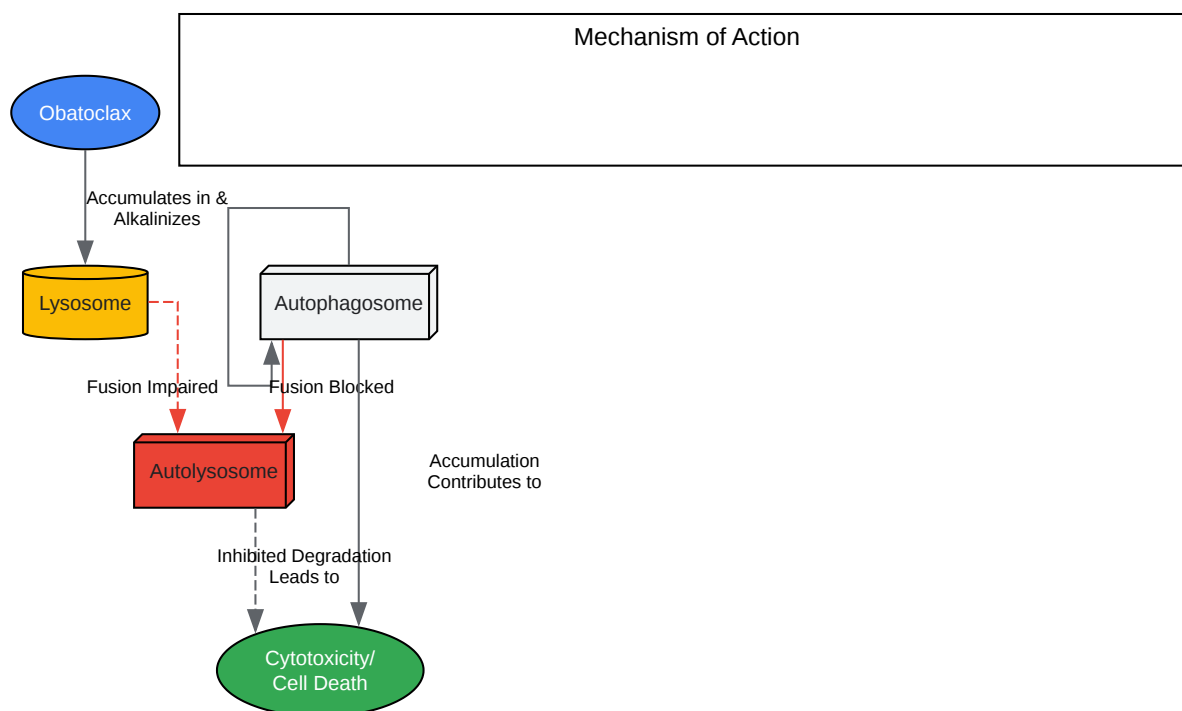 Mechanism of Action
Obatoclax
Accumulates in &
Alkalinizes
Lysosome
Autophagosome
Fusion Impaired
Fusion Blocked
Autolysosome
Accumulation
Contributes to
Inhibited Degradation
Leads to
Cytotoxicity/
Cell Death